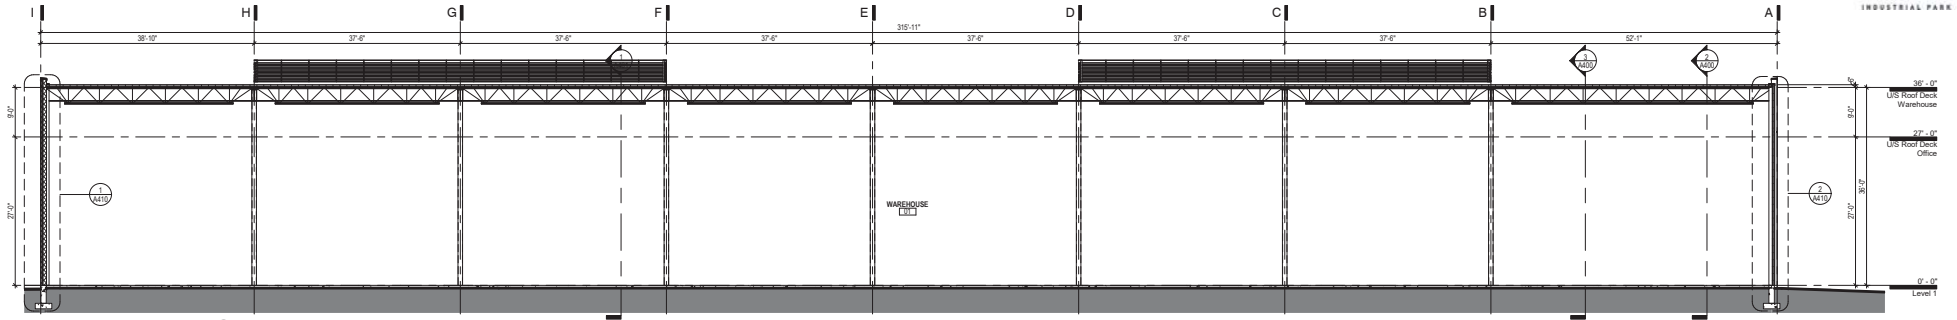 I H G F E D C B A
INDUSTRIAL PARK
315'-11"
38'-10" 37'-6" 37'-6" 37'-6" 37'-6" 37'-6" 37'-6" 52'-1"
1
3
A400
2
A400
36' - 0"
U/S Roof Deck
Warehouse
9'-0"
9'-0"
27' - 0"
U/S Roof Deck
Office
1
A410
WAREHOUSE
01
2
A410
27'-0"
27'-0"
36'-0"
0' - 0"
Level 1